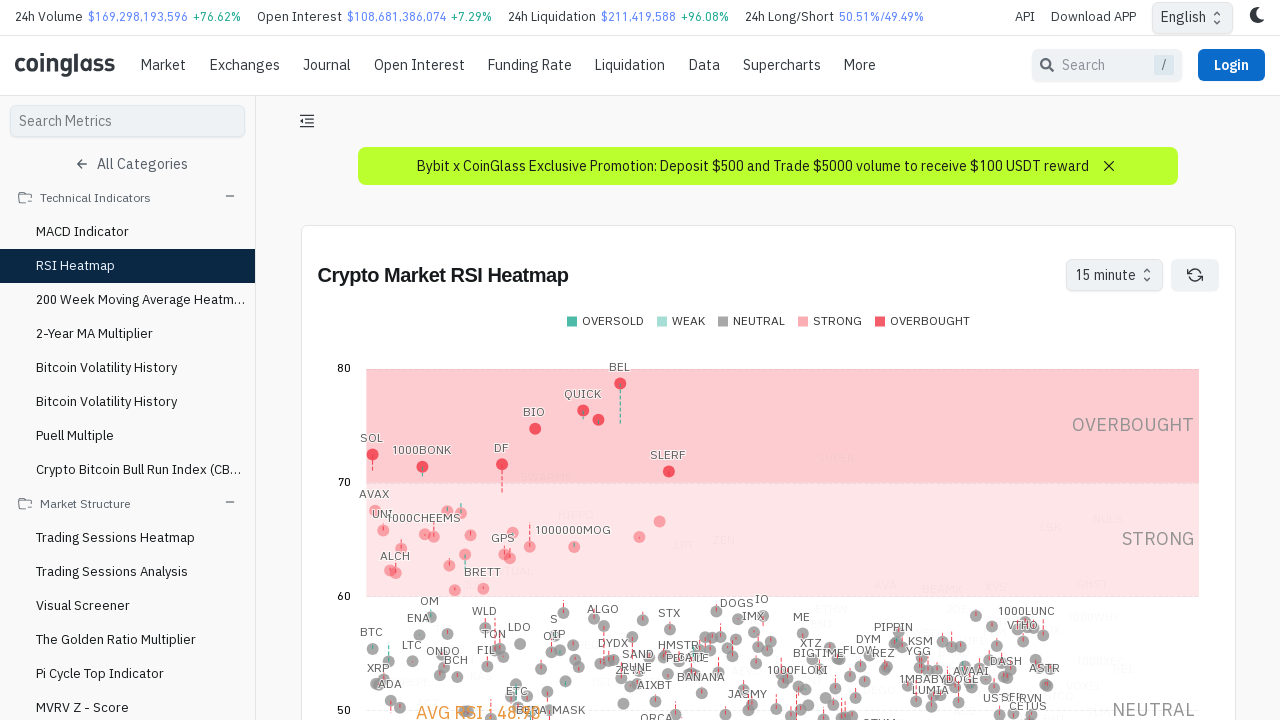 24h Volume $169,298,193,596 +76.62% Open Interest $108,681,386,074 +7.29% 24h Liquidation $211,419,588 +96.08% 24h Long/Short 50.51%/49.49% API Download APP English
coinglass Market Exchanges Journal Open Interest Funding Rate Liquidation Data Supercharts More Search / Login
Search Metrics
All Categories
Technical Indicators
MACD Indicator
RSI Heatmap
200 Week Moving Average Heatm...
2-Year MA Multiplier
Bitcoin Volatility History
Bitcoin Volatility History
Puell Multiple
Crypto Bitcoin Bull Run Index (CB...
Market Structure
Trading Sessions Heatmap
Trading Sessions Analysis
Visual Screener
The Golden Ratio Multiplier
Pi Cycle Top Indicator
MVRV Z - Score
Bybit x CoinGlass Exclusive Promotion: Deposit $500 and Trade $5000 volume to receive $100 USDT reward
Crypto Market RSI Heatmap
15 minute
OVERSOLD WEAK NEUTRAL STRONG OVERBOUGHT
80
BEL
QUICK
BIO
OVERBOUGHT
SOL
1000BONK
DF
SLERF
70
AVAX
UNI
1000CHEEMS
1000000MOG
GPS
STRONG
ALCH
BRETT
60
OM
DOGS
IO
ENA
WLD
S
ALGO
STX
IMX
ME
1000LUNC
BTC
LTC
ONDO
TON
LDO
OP
DYDX
HMSTR
XTZ
DYM
PIPPIN
KSM
VTHO
XRP
BCH
FIL
SAND
RUNE
PEOPLE
BIGTIME
FLOW
REZ
YGG
DASH
ASTR
ADA
ETC
AIXBT
BANANA
1000FLOKI
1MBABYDOGE
AVAAI
BERA
MASK
JASMY
LUMIA
RVN
CETUS
50
AVG RSI
ORCA
NEUTRAL